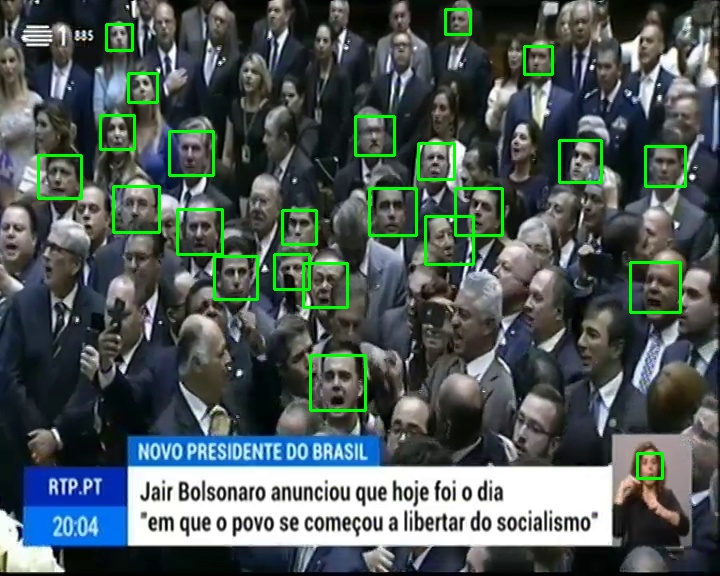 1 885
NOVO PRESIDENTE DO BRASIL
RTP.PT
Jair Bolsonaro anunciou que hoje foi o dia
20:04
"em que o povo se começou a libertar do socialismo"